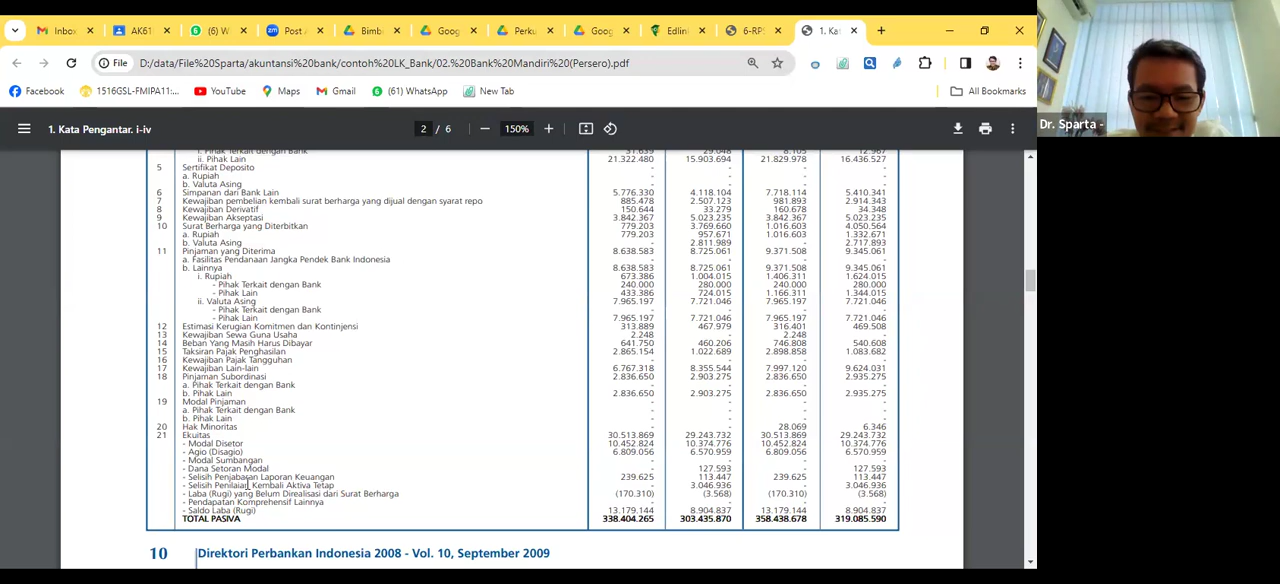 Inbox
AK61
(6) W
Post
Bimb
Goog
Perku
Goog
Edlini
6-RPS
1. Kat
File
D:/data/File%20Sparta/akuntansi%20bank/contoh%20LK_Bank/02.%20Bank%20Mandiri%20(Persero).pdf
Facebook
1516GSL-FMIPA11:...
YouTube
Maps
Gmail
(61) WhatsApp
New Tab
All Bookmarks
1. Kata Pengantar. i-iv
2 / 6
150%
Dr. Sparta -
i. Pihak Terkait dengan Bank 31.639 29.048 8.105 12.967
ii. Pihak Lain 21.322.480 15.903.694 21.829.978 16.436.527
5 Sertifikat Deposito - - - -
a. Rupiah - - - -
b. Valuta Asing - - - -
6 Simpanan dari Bank Lain 5.776.330 4.118.104 7.718.114 5.410.341
7 Kewajiban pembelian kembali surat berharga yang dijual dengan syarat repo 885.478 2.507.123 981.893 2.914.343
8 Kewajiban Derivatif 150.644 33.279 160.678 34.348
9 Kewajiban Akseptasi 3.842.367 5.023.235 3.842.367 5.023.235
10 Surat Berharga yang Diterbitkan 779.203 3.769.660 1.016.603 4.050.564
a. Rupiah 779.203 957.671 1.016.603 1.332.671
b. Valuta Asing - 2.811.989 - 2.717.893
11 Pinjaman yang Diterima 8.638.583 8.725.061 9.371.508 9.345.061
a. Fasilitas Pendanaan Jangka Pendek Bank Indonesia - - - -
b. Lainnya 8.638.583 8.725.061 9.371.508 9.345.061
i. Rupiah 673.386 1.004.015 1.406.311 1.624.015
- Pihak Terkait dengan Bank 240.000 280.000 240.000 280.000
- Pihak Lain 433.386 724.015 1.166.311 1.344.015
ii. Valuta Asing 7.965.197 7.721.046 7.965.197 7.721.046
- Pihak Terkait dengan Bank - - - -
- Pihak Lain 7.965.197 7.721.046 7.965.197 7.721.046
12 Estimasi Kerugian Komitmen dan Kontinjensi 313.889 467.979 316.401 469.508
13 Kewajiban Sewa Guna Usaha 2.248 - 2.248 -
14 Beban Yang Masih Harus Dibayar 641.750 460.206 746.808 540.608
15 Taksiran Pajak Penghasilan 2.865.154 1.022.689 2.898.858 1.083.682
16 Kewajiban Pajak Tangguhan - - - -
17 Kewajiban Lain-lain 6.767.318 8.355.544 7.997.120 9.624.031
18 Pinjaman Subordinasi 2.836.650 2.903.275 2.836.650 2.935.275
a. Pihak Terkait dengan Bank - - - -
b. Pihak Lain 2.836.650 2.903.275 2.836.650 2.935.275
19 Modal Pinjaman - - - -
a. Pihak Terkait dengan Bank - - - -
b. Pihak Lain - - - -
20 Hak Minoritas - - 28.069 6.346
21 Ekuitas 30.513.869 29.243.732 30.513.869 29.243.732
- Modal Disetor 10.452.824 10.374.776 10.452.824 10.374.776
- Agio (Disagio) 6.809.056 6.570.959 6.809.056 6.570.959
- Modal Sumbangan - - - -
- Dana Setoran Modal - 127.593 - 127.593
- Selisih Penjabaran Laporan Keuangan 239.625 113.447 239.625 113.447
- Selisih Penilaian Kembali Aktiva Tetap - 3.046.936 - 3.046.936
- Laba (Rugi) yang Belum Direalisasi dari Surat Berharga (170.310) (3.568) (170.310) (3.568)
- Pendapatan Komprehensif Lainnya - - - -
- Saldo Laba (Rugi) 13.179.144 8.904.837 13.179.144 8.904.837
TOTAL PASIVA 338.404.265 303.435.870 358.438.678 319.085.590
10 Direktori Perbankan Indonesia 2008 - Vol. 10, September 2009